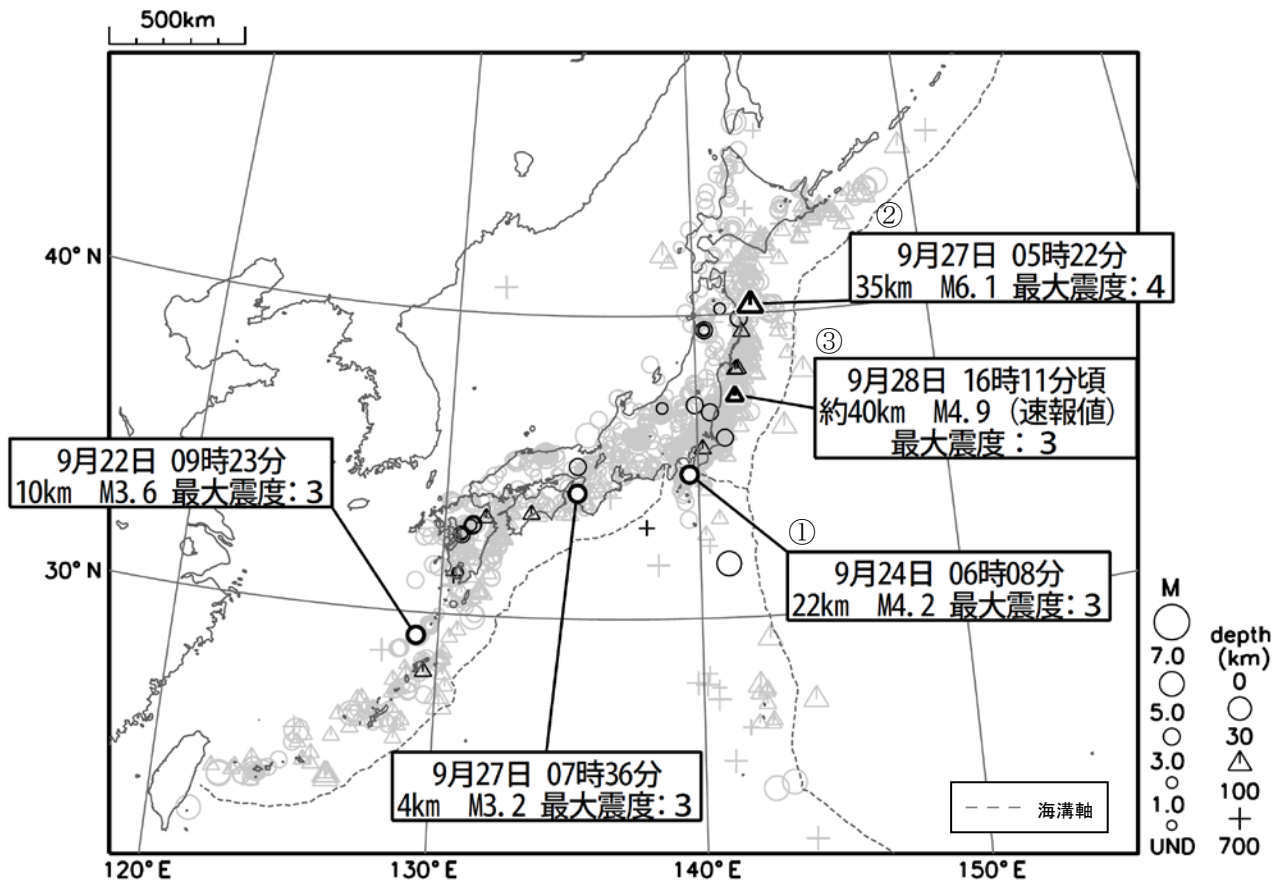 500km
②
40°N
9月27日 05時22分
35km M6.1 最大震度：4
③
9月28日 16時11分頃
約40km M4.9 (速報値)
最大震度：3
9月22日 09時23分
10km M3.6 最大震度：3
①
30°N
9月24日 06時08分
22km M4.2 最大震度：3
9月27日 07時36分
4km M3.2 最大震度：3
海溝軸
M
7.0
5.0
3.0
1.0
UND
depth
(km)
0
30
100
700
120°E
130°E
140°E
150°E